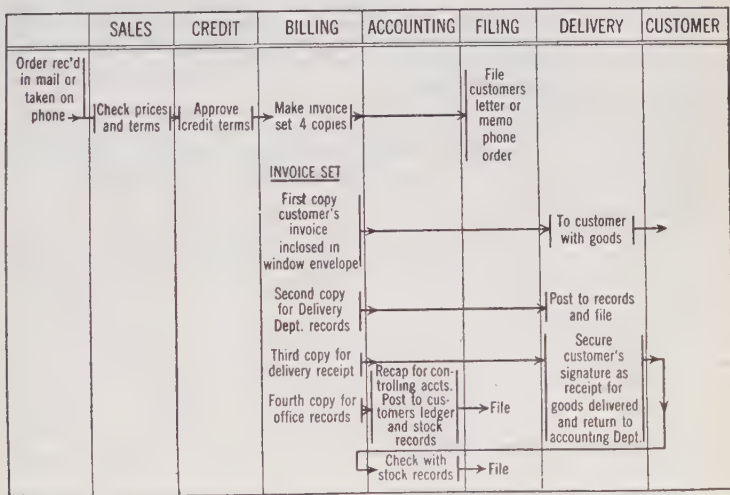 SALES
CREDIT
BILLING
ACCOUNTING
FILING
DELIVERY
CUSTOMER
Order rec'd
in mail or
taken on
phone
Check prices
and terms
Approve
credit terms
Make invoice
set 4 copies
File
customers
letter or
memo
phone
order
INVOICE SET
First copy
customer's
invoice
inclosed in
window envelope
To customer
with goods
Second copy
for Delivery
Dept. records
Post to records
and file
Third copy for
delivery receipt
Secure
customer's
signature as
receipt for
goods delivered
and return to
accounting Dept.
Fourth copy for
office records
Recap for con-
trolling accts.
Post to cus-
tomers ledger
and stock
records
File
Check with
stock records
File